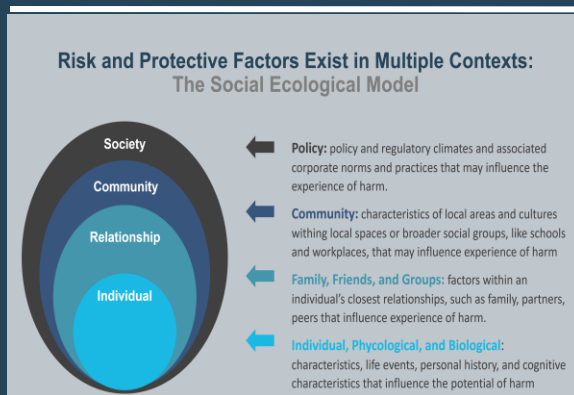 Risk and Protective Factors Exist in Multiple Contexts:
The Social Ecological Model
Society
Community
Relationship
Individual
Policy: policy and regulatory climates and associated
corporate norms and practices that may influence the
experience of harm.
Community: characteristics of local areas and cultures
withing local spaces or broader social groups, like schools
and workplaces, that may influence experience of harm
Family, Friends, and Groups: factors within an
individual's closest relationships, such as family, partners,
peers that influence experience of harm.
Individual, Phycological, and Biological:
characteristics, life events, personal history, and cognitive
characteristics that influence the potential of harm